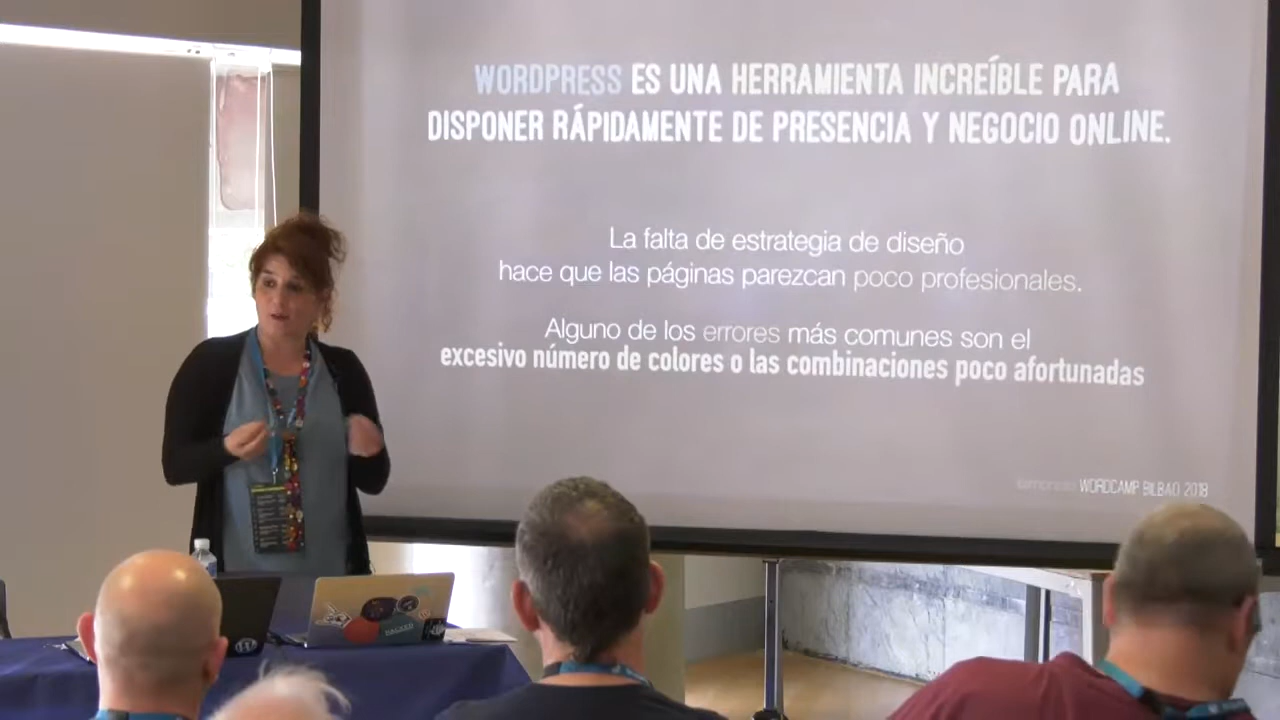 WORDPRESS ES UNA HERRAMIENTA INCREÍBLE PARA
DISPONER RÁPIDAMENTE DE PRESENCIA Y NEGOCIO ONLINE.
La falta de estrategia de diseño
hace que las páginas parezcan poco profesionales.
Alguno de los errores más comunes son el
excesivo número de colores o las combinaciones poco afortunadas
WORDCAMP BILBAO 2018